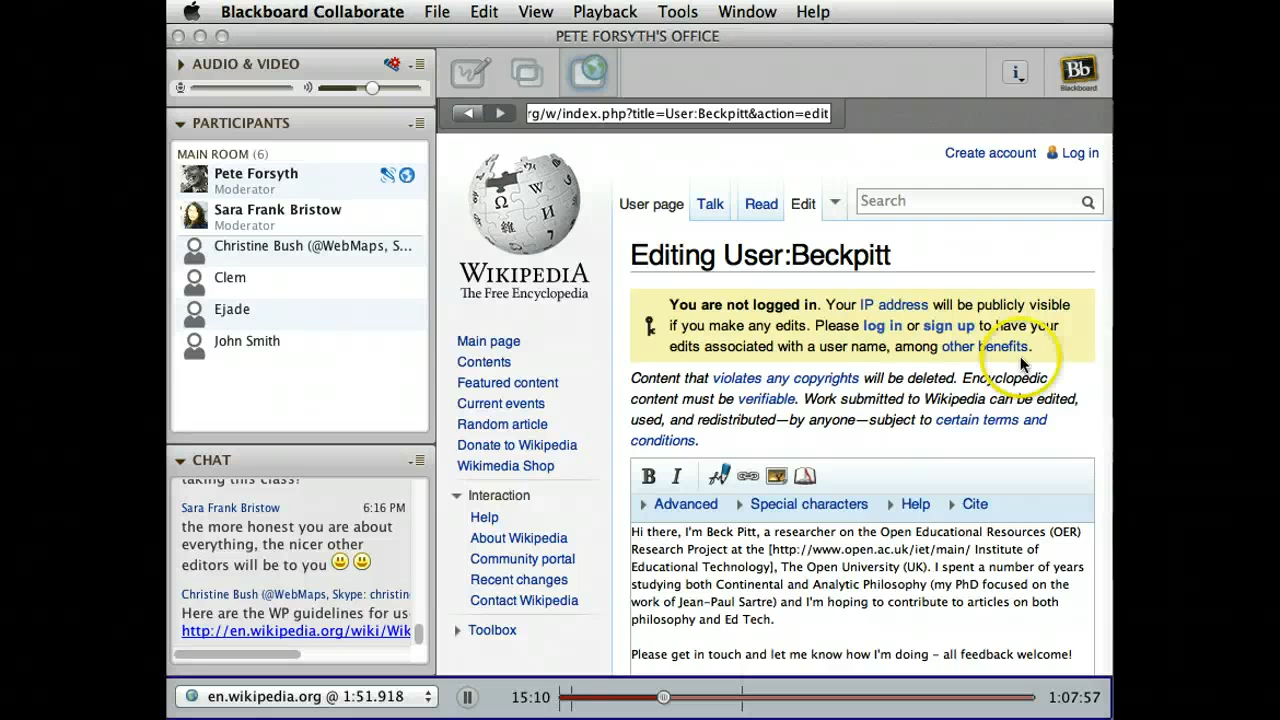 Blackboard Collaborate File Edit View Playback Tools Window Help
PETE FORSYTH'S OFFICE
AUDIO & VIDEO
PARTICIPANTS
MAIN ROOM (6)
Pete Forsyth
Moderator
Sara Frank Bristow
Moderator
Christine Bush (@WebMaps, S...
Clem
Ejade
John Smith
CHAT
taking this class?
Sara Frank Bristow 6:16 PM
the more honest you are about
everything, the nicer other
editors will be to you
Christine Bush (@WebMaps, Skype: christin
Here are the WP guidelines for us
http://en.wikipedia.org/wiki/Wik
en.wikipedia.org @ 1:51.918
i
Bb
Blackboard
rg/w/index.php?title=User:Beckpitt&action=edit
Create account Log in
User page Talk Read Edit Search
WIKIPEDIA
The Free Encyclopedia
Main page
Contents
Featured content
Current events
Random article
Donate to Wikipedia
Wikimedia Shop
Interaction
Help
About Wikipedia
Community portal
Recent changes
Contact Wikipedia
Toolbox
Editing User:Beckpitt
You are not logged in. Your IP address will be publicly visible
if you make any edits. Please log in or sign up to have your
edits associated with a user name, among other benefits.
Content that violates any copyrights will be deleted. Encyclopedic
content must be verifiable. Work submitted to Wikipedia can be edited,
used, and redistributed—by anyone—subject to certain terms and
conditions.
B I
Advanced Special characters Help Cite
Hi there, I'm Beck Pitt, a researcher on the Open Educational Resources (OER)
Research Project at the [http://www.open.ac.uk/iet/main/ Institute of
Educational Technology], The Open University (UK). I spent a number of years
studying both Continental and Analytic Philosophy (my PhD focused on the
work of Jean-Paul Sartre) and I'm hoping to contribute to articles on both
philosophy and Ed Tech.
Please get in touch and let me know how I'm doing - all feedback welcome!
15:10 1:07:57